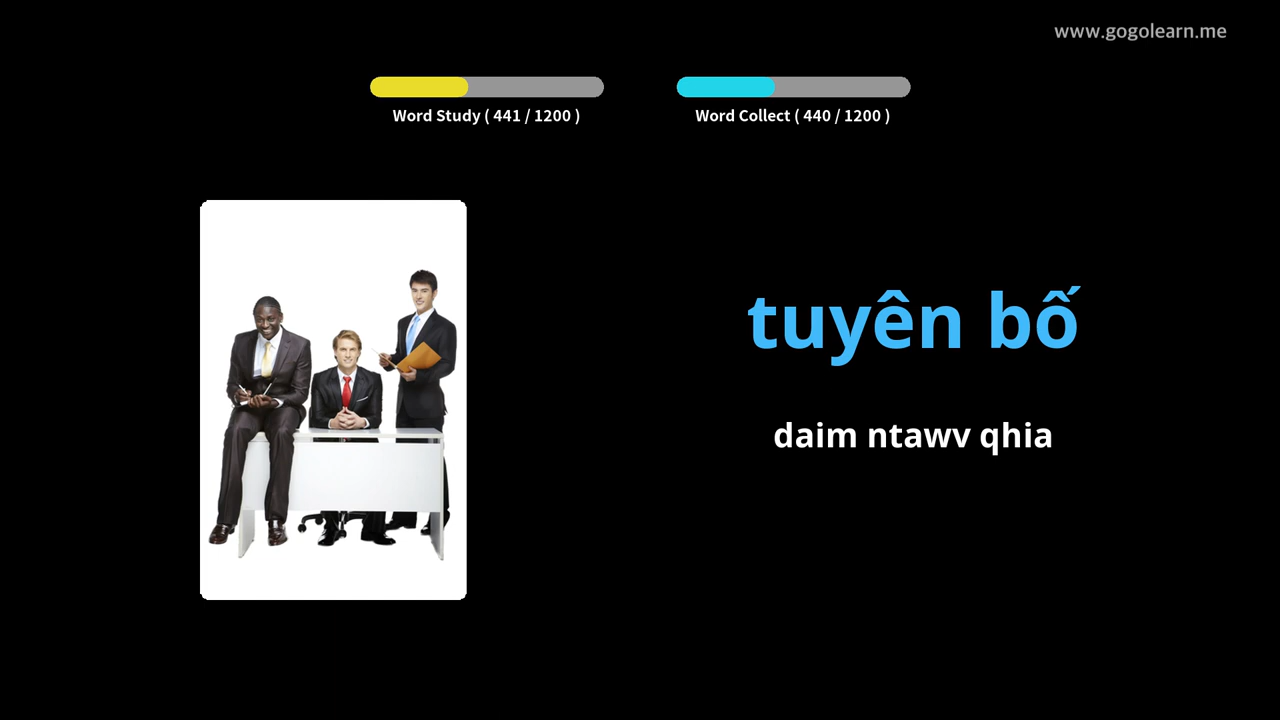 www.gogolearn.me
Word Study ( 441 / 1200 )
Word Collect ( 440 / 1200 )
tuyên bố
daim ntawv qhia